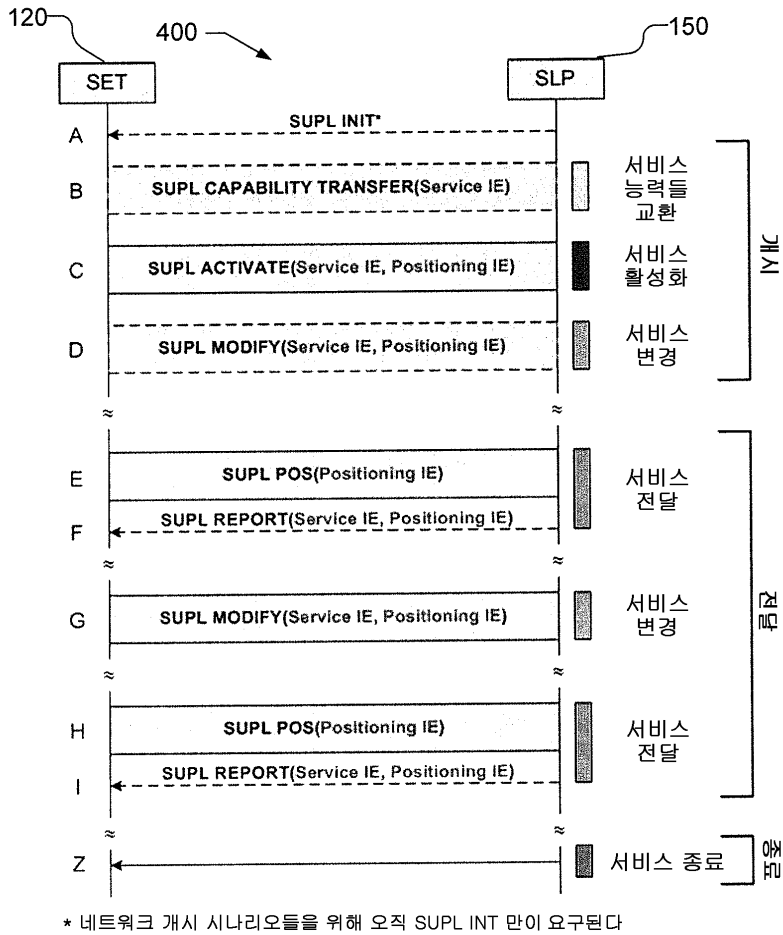 120
400
150
SET
SLP
A
SUPL INIT*
B
SUPL CAPABILITY TRANSFER(Service IE)
서비스
능력들
교환
C
SUPL ACTIVATE(Service IE, Positioning IE)
서비스
활성화
D
SUPL MODIFY(Service IE, Positioning IE)
서비스
변경
개시
≈
≈
E
SUPL POS(Positioning IE)
서비스
전달
F
SUPL REPORT(Service IE, Positioning IE)
≈
≈
G
SUPL MODIFY(Service IE, Positioning IE)
서비스
변경
전달
≈
≈
H
SUPL POS(Positioning IE)
서비스
전달
I
SUPL REPORT(Service IE, Positioning IE)
≈
≈
Z
서비스 종료
종료
* 네트워크 개시 시나리오들을 위해 오직 SUPL INT 만이 요구된다